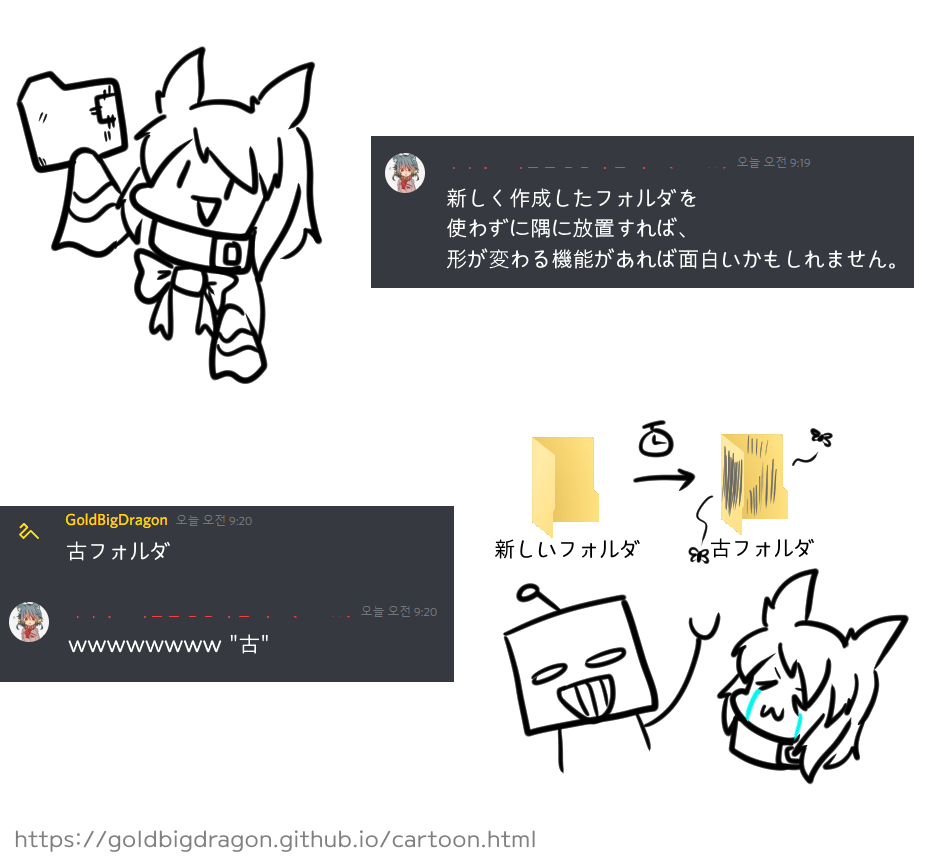 오늘 오전 9:19
新しく作成したフォルダを
使わずに隅に放置すれば、
形が変わる機能があれば面白いかもしれません。
新しいフォルダ
古フォルダ
GoldBigDragon 오늘 오전 9:20
古フォルダ
오늘 오전 9:20
wwwwwwww "古"
https://goldbigdragon.github.io/cartoon.html